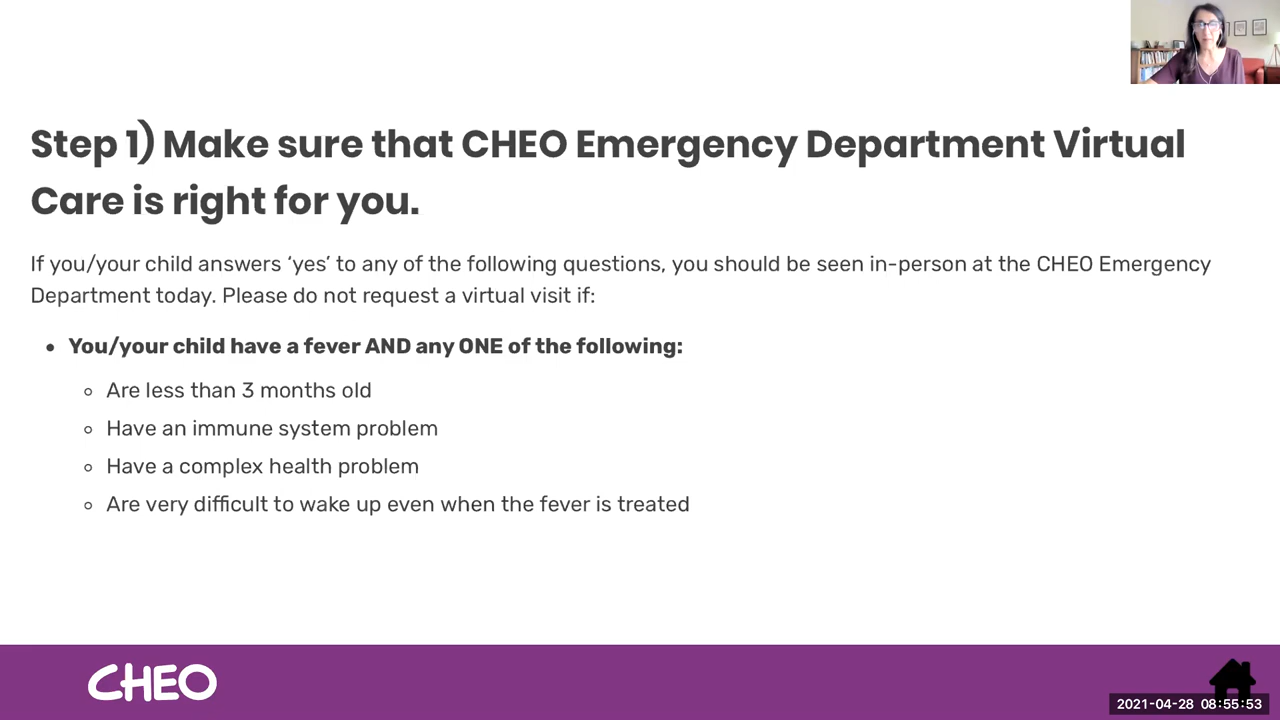 Step 1) Make sure that CHEO Emergency Department Virtual
Care is right for you.
If you/your child answers ‘yes’ to any of the following questions, you should be seen in-person at the CHEO Emergency
Department today. Please do not request a virtual visit if:
• You/your child have a fever AND any ONE of the following:
◦ Are less than 3 months old
◦ Have an immune system problem
◦ Have a complex health problem
◦ Are very difficult to wake up even when the fever is treated
CHEO
2021-04-28 08:55:53